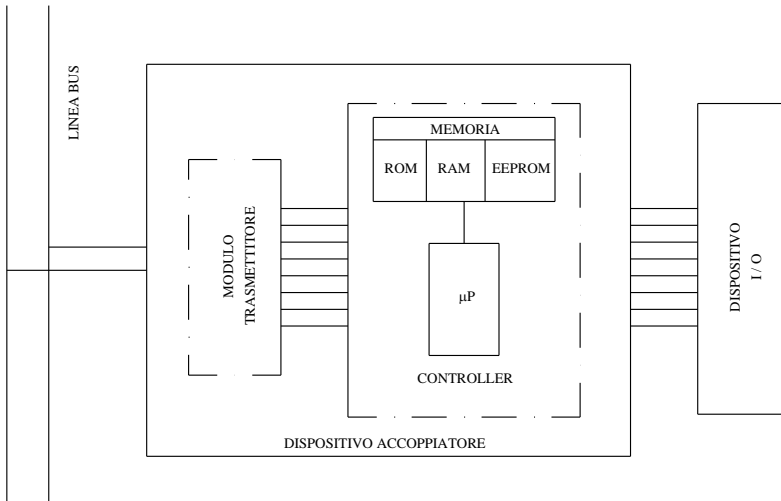 LINEA BUS
MEMORIA
ROM
RAM
EEPROM
MODULO
TRASMETTITORE
µP
CONTROLLER
DISPOSITIVO ACCOPPIATORE
DISPOSITIVO
I / O